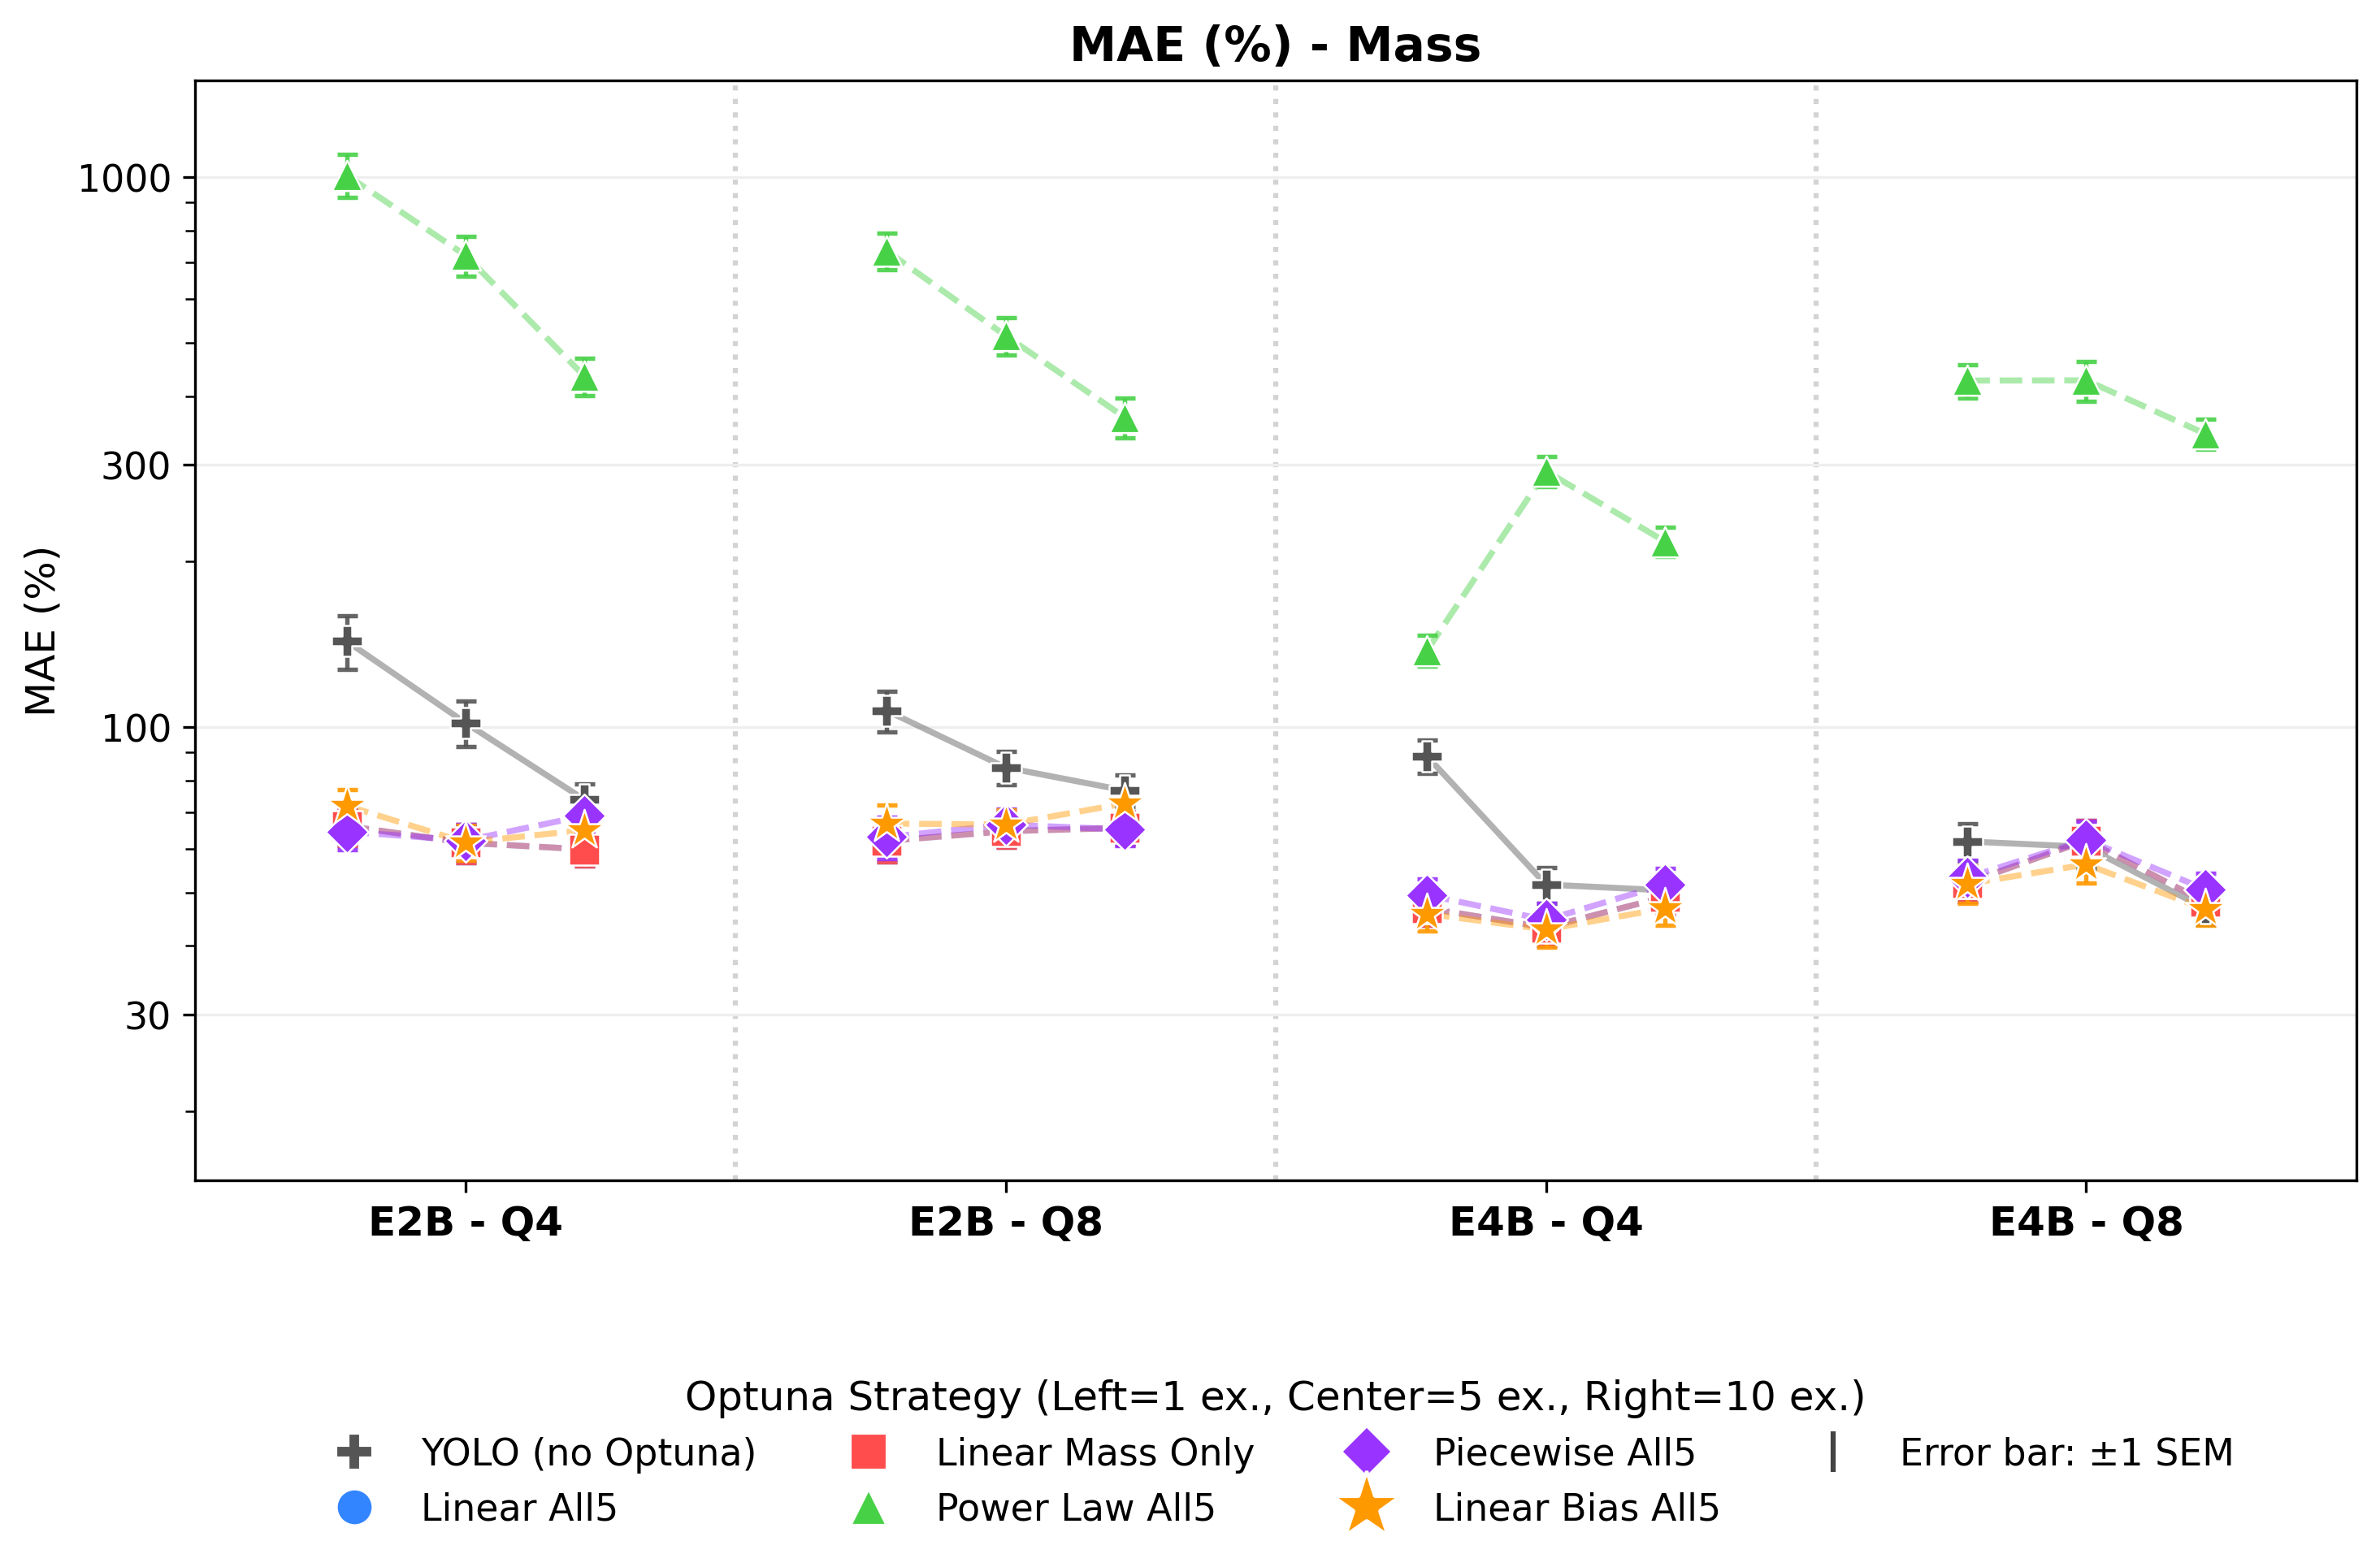 MAE (%) - Mass
MAE (%)
1000
300
100
30
E2B - Q4
E2B - Q8
E4B - Q4
E4B - Q8
Optuna Strategy (Left=1 ex., Center=5 ex., Right=10 ex.)
YOLO (no Optuna)
Linear Mass Only
Piecewise All5
Error bar: ±1 SEM
Linear All5
Power Law All5
Linear Bias All5